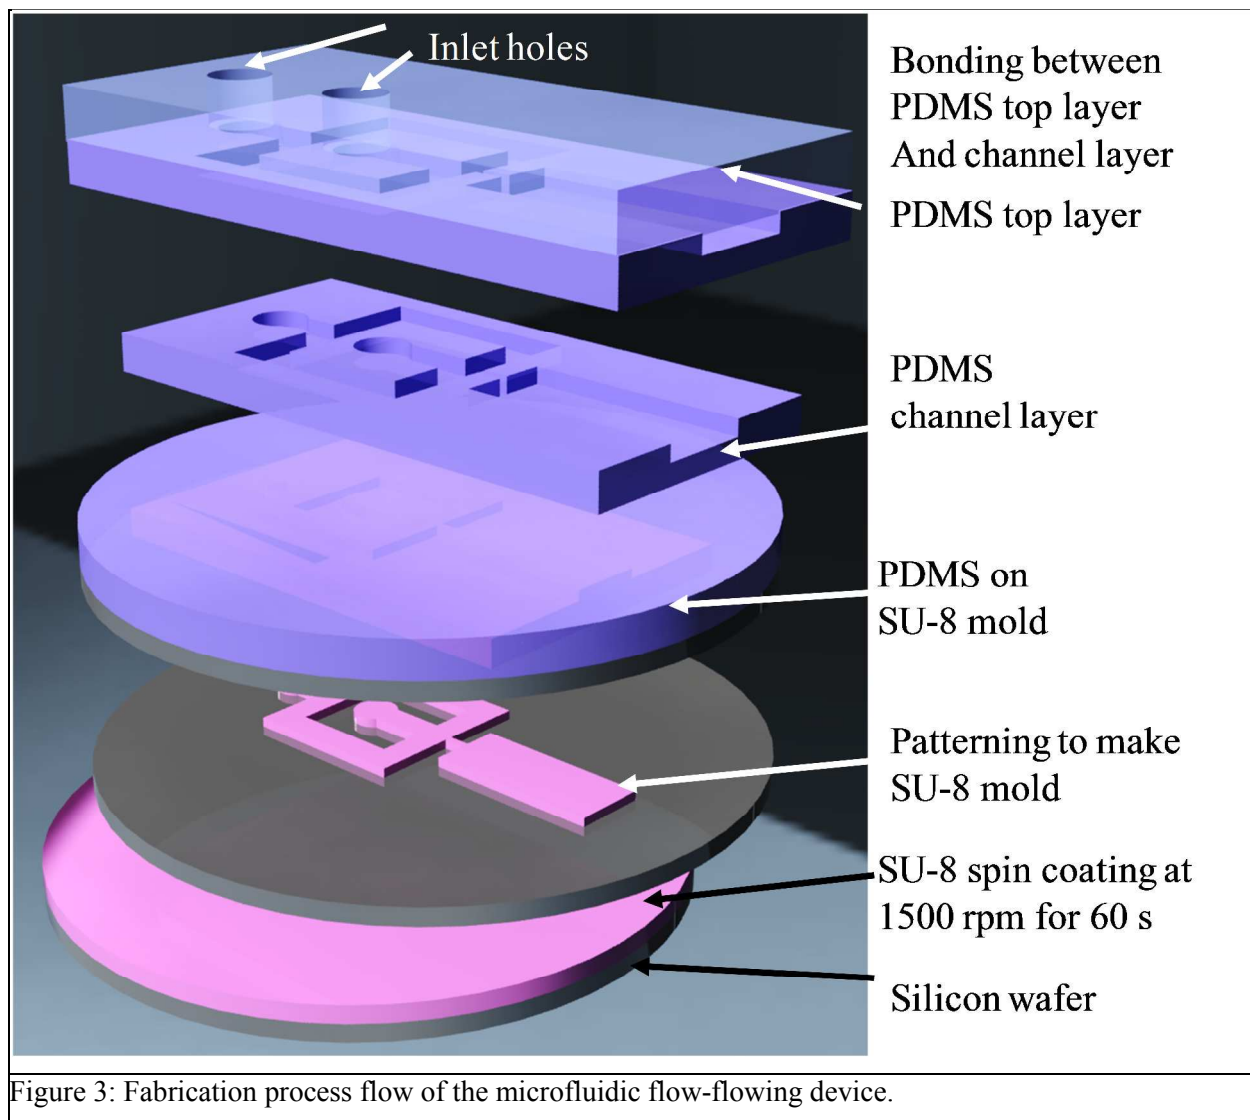 Inlet holes
Bonding between
PDMS top layer
And channel layer
PDMS top layer
PDMS
channel layer
PDMS on
SU-8 mold
Patterning to make
SU-8 mold
SU-8 spin coating at
1500 rpm for 60 s
Silicon wafer
Figure 3: Fabrication process flow of the microfluidic flow-flowing device.